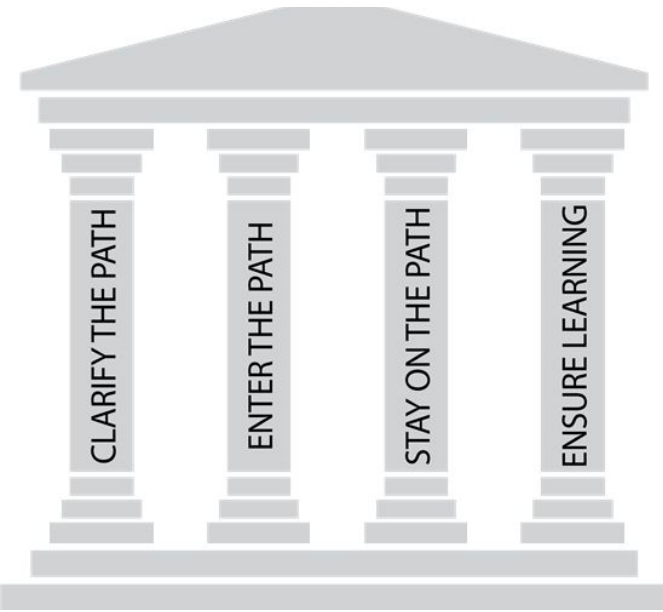 CLARIFY THE PATH
ENTER THE PATH
STAY ON THE PATH
ENSURE LEARNING